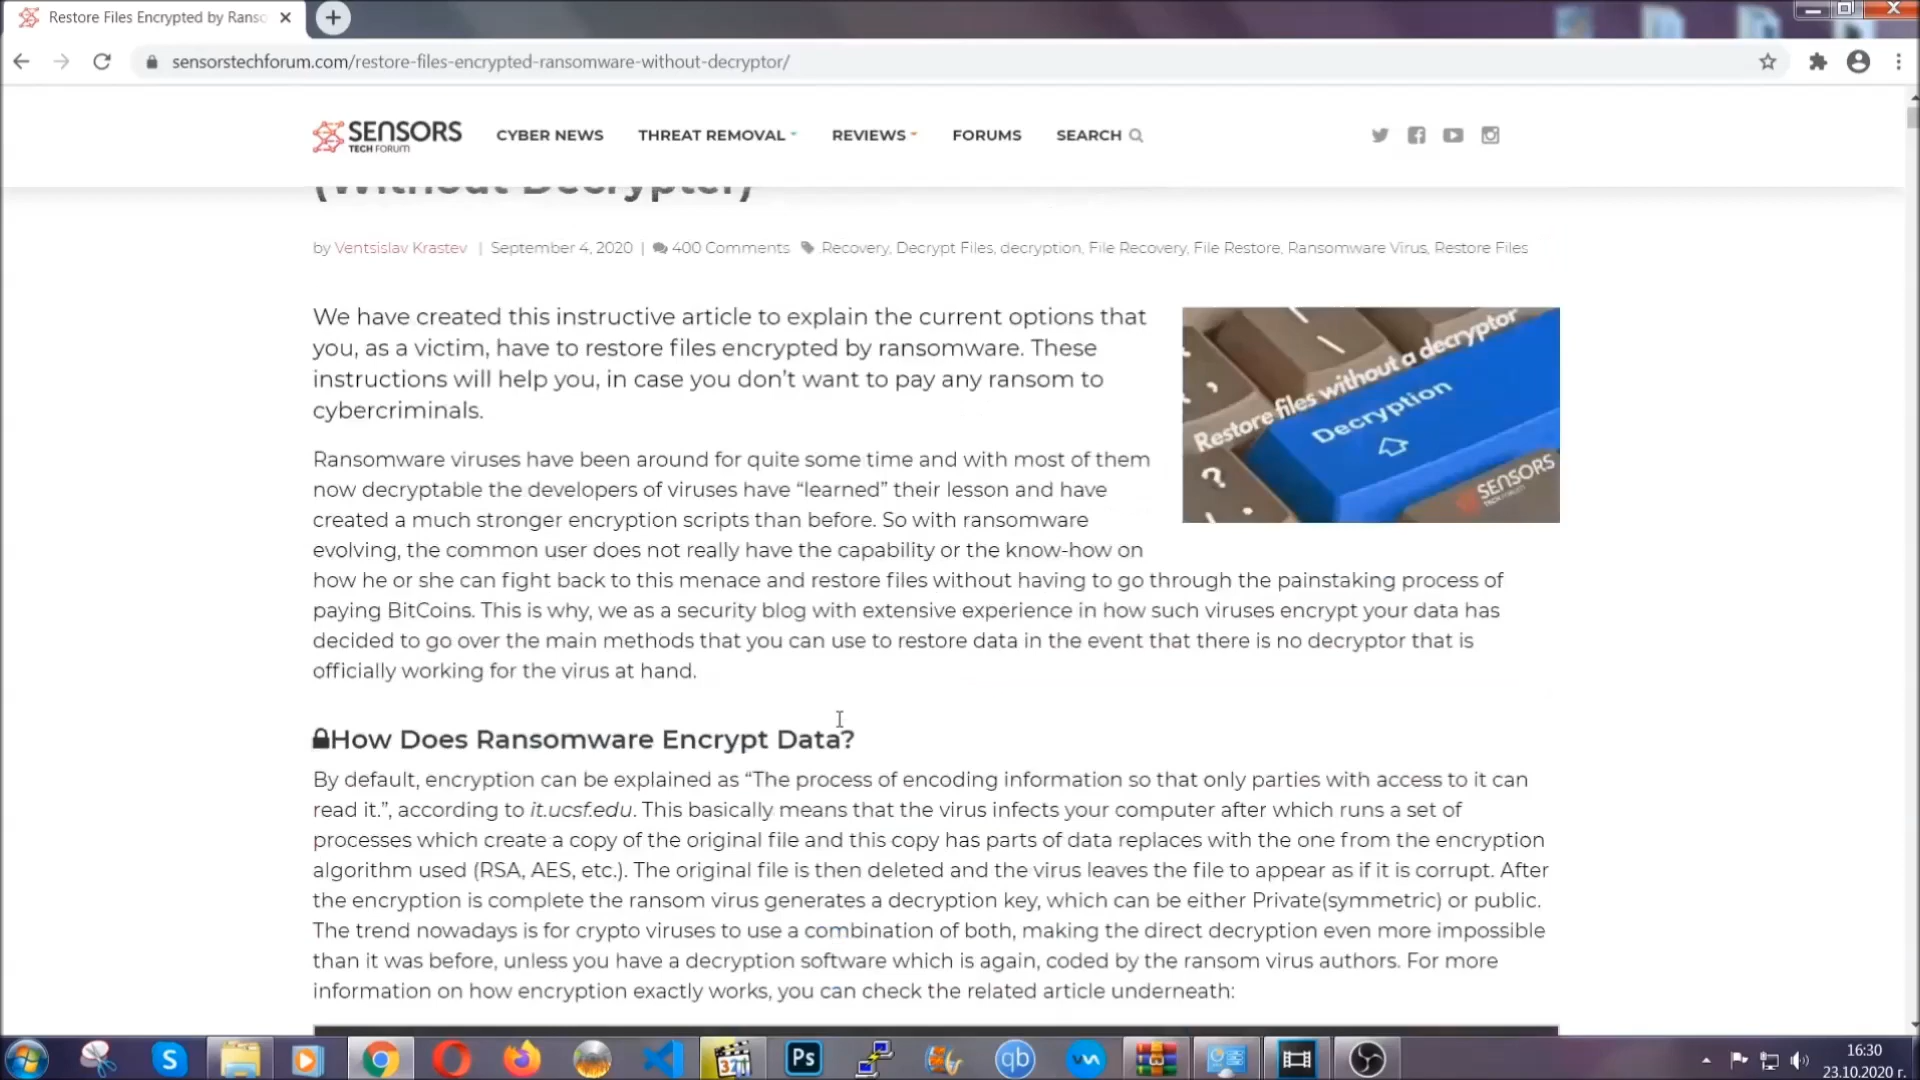 Restore Files Encrypted by Ranso
sensorstechforum.com/restore-files-encrypted-ransomware-without-decryptor/
SENSORS
TECH FORUM
CYBER NEWS THREAT REMOVAL REVIEWS FORUMS SEARCH
(Without Decrypter)
by Ventsislav Krastev | September 4, 2020 | 400 Comments Recovery, Decrypt Files, decryption, File Recovery, File Restore, Ransomware Virus, Restore Files
We have created this instructive article to explain the current options that
you, as a victim, have to restore files encrypted by ransomware. These
instructions will help you, in case you don’t want to pay any ransom to
cybercriminals.
Restore files without a decryptor
Decryption
SENSORS
Ransomware viruses have been around for quite some time and with most of them
now decryptable the developers of viruses have “learned” their lesson and have
created a much stronger encryption scripts than before. So with ransomware
evolving, the common user does not really have the capability or the know-how on
how he or she can fight back to this menace and restore files without having to go through the painstaking process of
paying BitCoins. This is why, we as a security blog with extensive experience in how such viruses encrypt your data has
decided to go over the main methods that you can use to restore data in the event that there is no decryptor that is
officially working for the virus at hand.
How Does Ransomware Encrypt Data?
By default, encryption can be explained as “The process of encoding information so that only parties with access to it can
read it.”, according to it.ucsf.edu. This basically means that the virus infects your computer after which runs a set of
processes which create a copy of the original file and this copy has parts of data replaces with the one from the encryption
algorithm used (RSA, AES, etc.). The original file is then deleted and the virus leaves the file to appear as if it is corrupt. After
the encryption is complete the ransom virus generates a decryption key, which can be either Private(symmetric) or public.
The trend nowadays is for crypto viruses to use a combination of both, making the direct decryption even more impossible
than it was before, unless you have a decryption software which is again, coded by the ransom virus authors. For more
information on how encryption exactly works, you can check the related article underneath:
S
321
Ps
qb
16:30
23.10.2020 г.